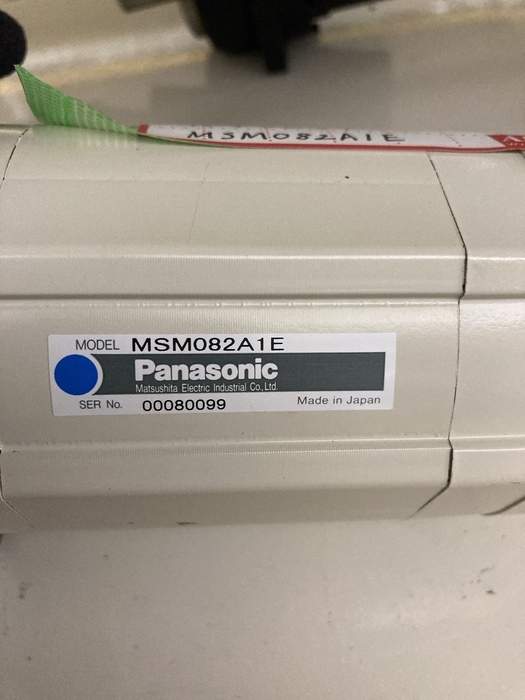 MSM082A1E
MODEL MSM082A1E
Panasonic
Matsushita Electric Industrial Co., Ltd.
SER No. 00080099
Made in Japan